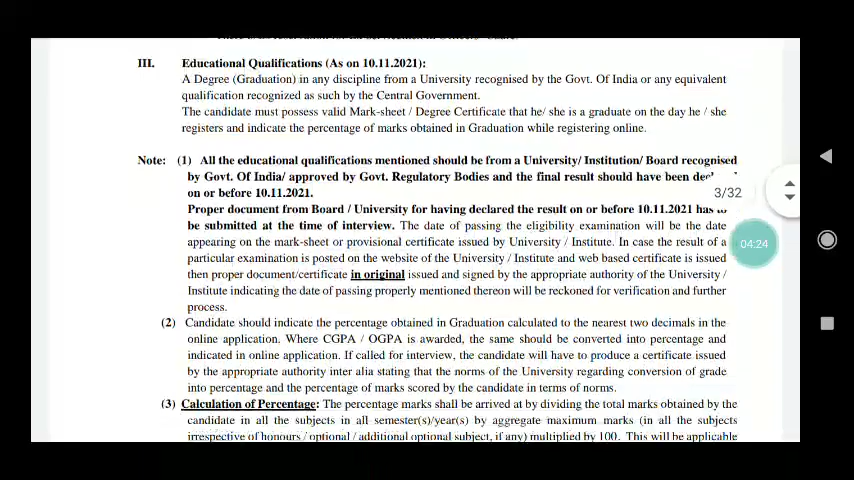 III. Educational Qualifications (As on 10.11.2021):
A Degree (Graduation) in any discipline from a University recognised by the Govt. Of India or any equivalent
qualification recognized as such by the Central Government.
The candidate must possess valid Mark-sheet / Degree Certificate that he/ she is a graduate on the day he / she
registers and indicate the percentage of marks obtained in Graduation while registering online.
Note: (1) All the educational qualifications mentioned should be from a University/ Institution/ Board recognised
by Govt. Of India/ approved by Govt. Regulatory Bodies and the final result should have been
3/32
on or before 10.11.2021.
Proper document from Board / University for having declared the result on or before 10.11.2021 has
be submitted at the time of interview. The date of passing the eligibility examination will be the date
appearing on the mark-sheet or provisional certificate issued by University / Institute. In case the result of a
04:24
particular examination is posted on the website of the University / Institute and web based certificate is issued
then proper document/certificate in original issued and signed by the appropriate authority of the University /
Institute indicating the date of passing properly mentioned thereon will be reckoned for verification and further
process.
(2) Candidate should indicate the percentage obtained in Graduation calculated to the nearest two decimals in the
online application. Where CGPA / OGPA is awarded, the same should be converted into percentage and
indicated in online application. If called for interview, the candidate will have to produce a certificate issued
by the appropriate authority inter alia stating that the norms of the University regarding conversion of grade
into percentage and the percentage of marks scored by the candidate in terms of norms.
(3) Calculation of Percentage: The percentage marks shall be arrived at by dividing the total marks obtained by the
candidate in all the subjects in all semester(s)/year(s) by aggregate maximum marks (in all the subjects
irrespective of honours / optional / additional optional subject, if any) multiplied by 100. This will be applicable